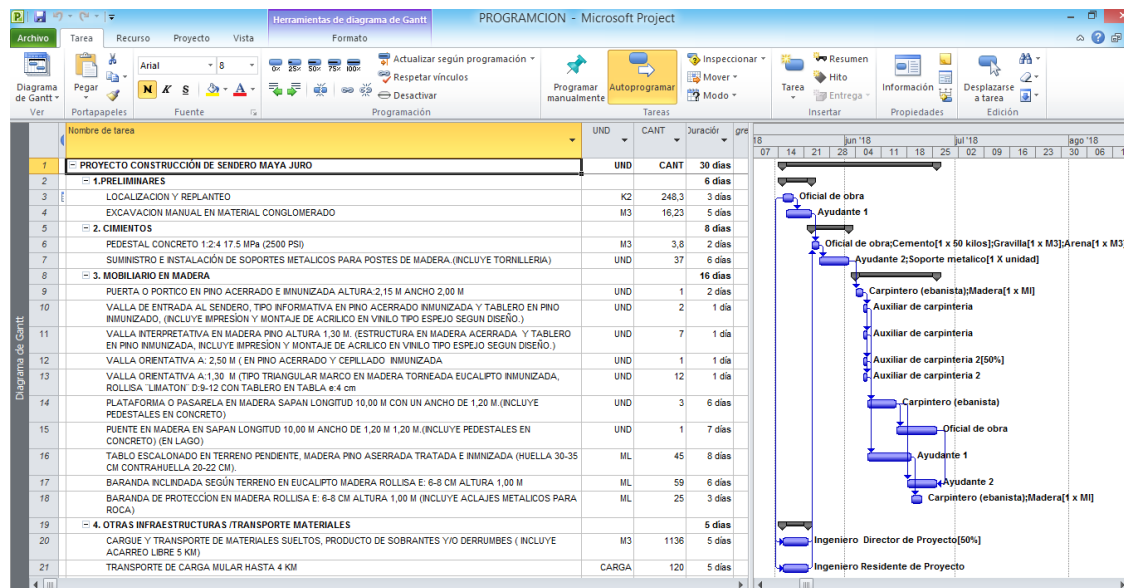 PROGRAMCION - Microsoft Project
Herramientas de diagrama de Gantt
Archivo Tarea Recurso Proyecto Vista Formato
Diagrama de Gantt
Ver
Pegar
Portapapeles
Arial 8
N K S
Fuente
0% 25% 50% 75% 100%
Actualizar según programación
Respetar vínculos
Desactivar
Programación
Programar manualmente
Autoprogramar
Inspeccionar
Mover
Modo
Tareas
Tarea
Resumen
Hito
Entrega
Insertar
Información
Propiedades
Desplazarse a tarea
Edición
Nombre de tarea UND CANT Duración
18 jun '18 jul '18 ago '18
07 14 21 28 04 11 18 25 02 09 16 23 30 06
1 PROYECTO CONSTRUCCIÓN DE SENDERO MAYA JURO UND CANT 30 días
2 1.PRELIMINARES 6 días
3 LOCALIZACION Y REPLANTEO K2 248,3 3 días Oficial de obra
4 EXCAVACION MANUAL EN MATERIAL CONGLOMERADO M3 16,23 5 días Ayudante 1
5 2. CIMIENTOS 8 días
6 PEDESTAL CONCRETO 1:2:4 17.5 MPa (2500 PSI) M3 3,8 2 días Oficial de obra;Cemento[1 x 50 kilos];Gravilla[1 x M3];Arena[1 x M3]
7 SUMINISTRO E INSTALACIÓN DE SOPORTES METALICOS PARA POSTES DE MADERA.(INCLUYE TORNILLERIA) UND 37 6 días Ayudante 2;Soporte metalico[1 X unidad]
8 3. MOBILIARIO EN MADERA 16 días
9 PUERTA O PORTICO EN PINO ACERRADO E IMNUNIZADA ALTURA:2,15 M ANCHO 2,00 M UND 1 2 días Carpintero (ebanista);Madera[1 x Ml]
10 VALLA DE ENTRADA AL SENDERO, TIPO INFORMATIVA EN PINO ACERRADO INMUNIZADA Y TABLERO EN PINO UND 2 1 día Auxiliar de carpinteria
INMUNIZADO, (INCLUYE IMPRESÍON Y MONTAJE DE ACRILICO EN VINILO TIPO ESPEJO SEGUN DISEÑO.)
11 VALLA INTERPRETATIVA EN MADERA PINO ALTURA 1,30 M. (ESTRUCTURA EN MADERA ACERRADA Y TABLERO UND 7 1 día Auxiliar de carpinteria
EN PINO INMUNIZADA, INCLUYE IMPRESÍON Y MONTAJE DE ACRILICO EN VINILO TIPO ESPEJO SEGUN DISEÑO.)
12 VALLA ORIENTATIVA A: 2,50 M ( EN PINO ACERRADO Y CEPILLADO INMUNIZADA UND 1 1 día Auxiliar de carpinteria 2[50%]
13 VALLA ORIENTATIVA A:1,30 M (TIPO TRIANGULAR MARCO EN MADERA TORNEADA EUCALIPTO INMUNIZADA, UND 12 1 día Auxiliar de carpinteria 2
ROLLISA ¨LIMATON¨ D:9-12 CON TABLERO EN TABLA e:4 cm
14 PLATAFORMA O PASARELA EN MADERA SAPAN LONGITUD 10,00 M CON UN ANCHO DE 1,20 M.(INCLUYE UND 3 6 días Carpintero (ebanista)
PEDESTALES EN CONCRETO)
15 PUENTE EN MADERA EN SAPAN LONGITUD 10,00 M ANCHO DE 1,20 M 1,20 M.(INCLUYE PEDESTALES EN UND 1 7 días Oficial de obra
CONCRETO) (EN LAGO)
16 TABLO ESCALONADO EN TERRENO PENDIENTE, MADERA PINO ASERRADA TRATADA E INMNIZADA (HUELLA 30-35 ML 45 8 días Ayudante 1
CM CONTRAHUELLA 20-22 CM).
17 BARANDA INCLINDADA SEGÚN TERRENO EN EUCALIPTO MADERA ROLLISA E: 6-8 CM ALTURA 1,00 M ML 59 6 días Ayudante 2
18 BARANDA DE PROTECCÍON EN MADERA ROLLISA E: 6-8 CM ALTURA 1,00 M (INCLUYE ACLAJES METALICOS PARA ML 25 3 días Carpintero (ebanista);Madera[1 x Ml]
ROCA)
19 4. OTRAS INFRAESTRUCTURAS /TRANSPORTE MATERIALES 5 días
20 CARGUE Y TRANSPORTE DE MATERIALES SUELTOS, PRODUCTO DE SOBRANTES Y/O DERRUMBES ( INCLUYE M3 1136 5 días Ingeniero Director de Proyecto[50%]
ACARREO LIBRE 5 KM)
21 TRANSPORTE DE CARGA MULAR HASTA 4 KM CARGA 120 5 días Ingeniero Residente de Proyecto
Diagrama de Gantt